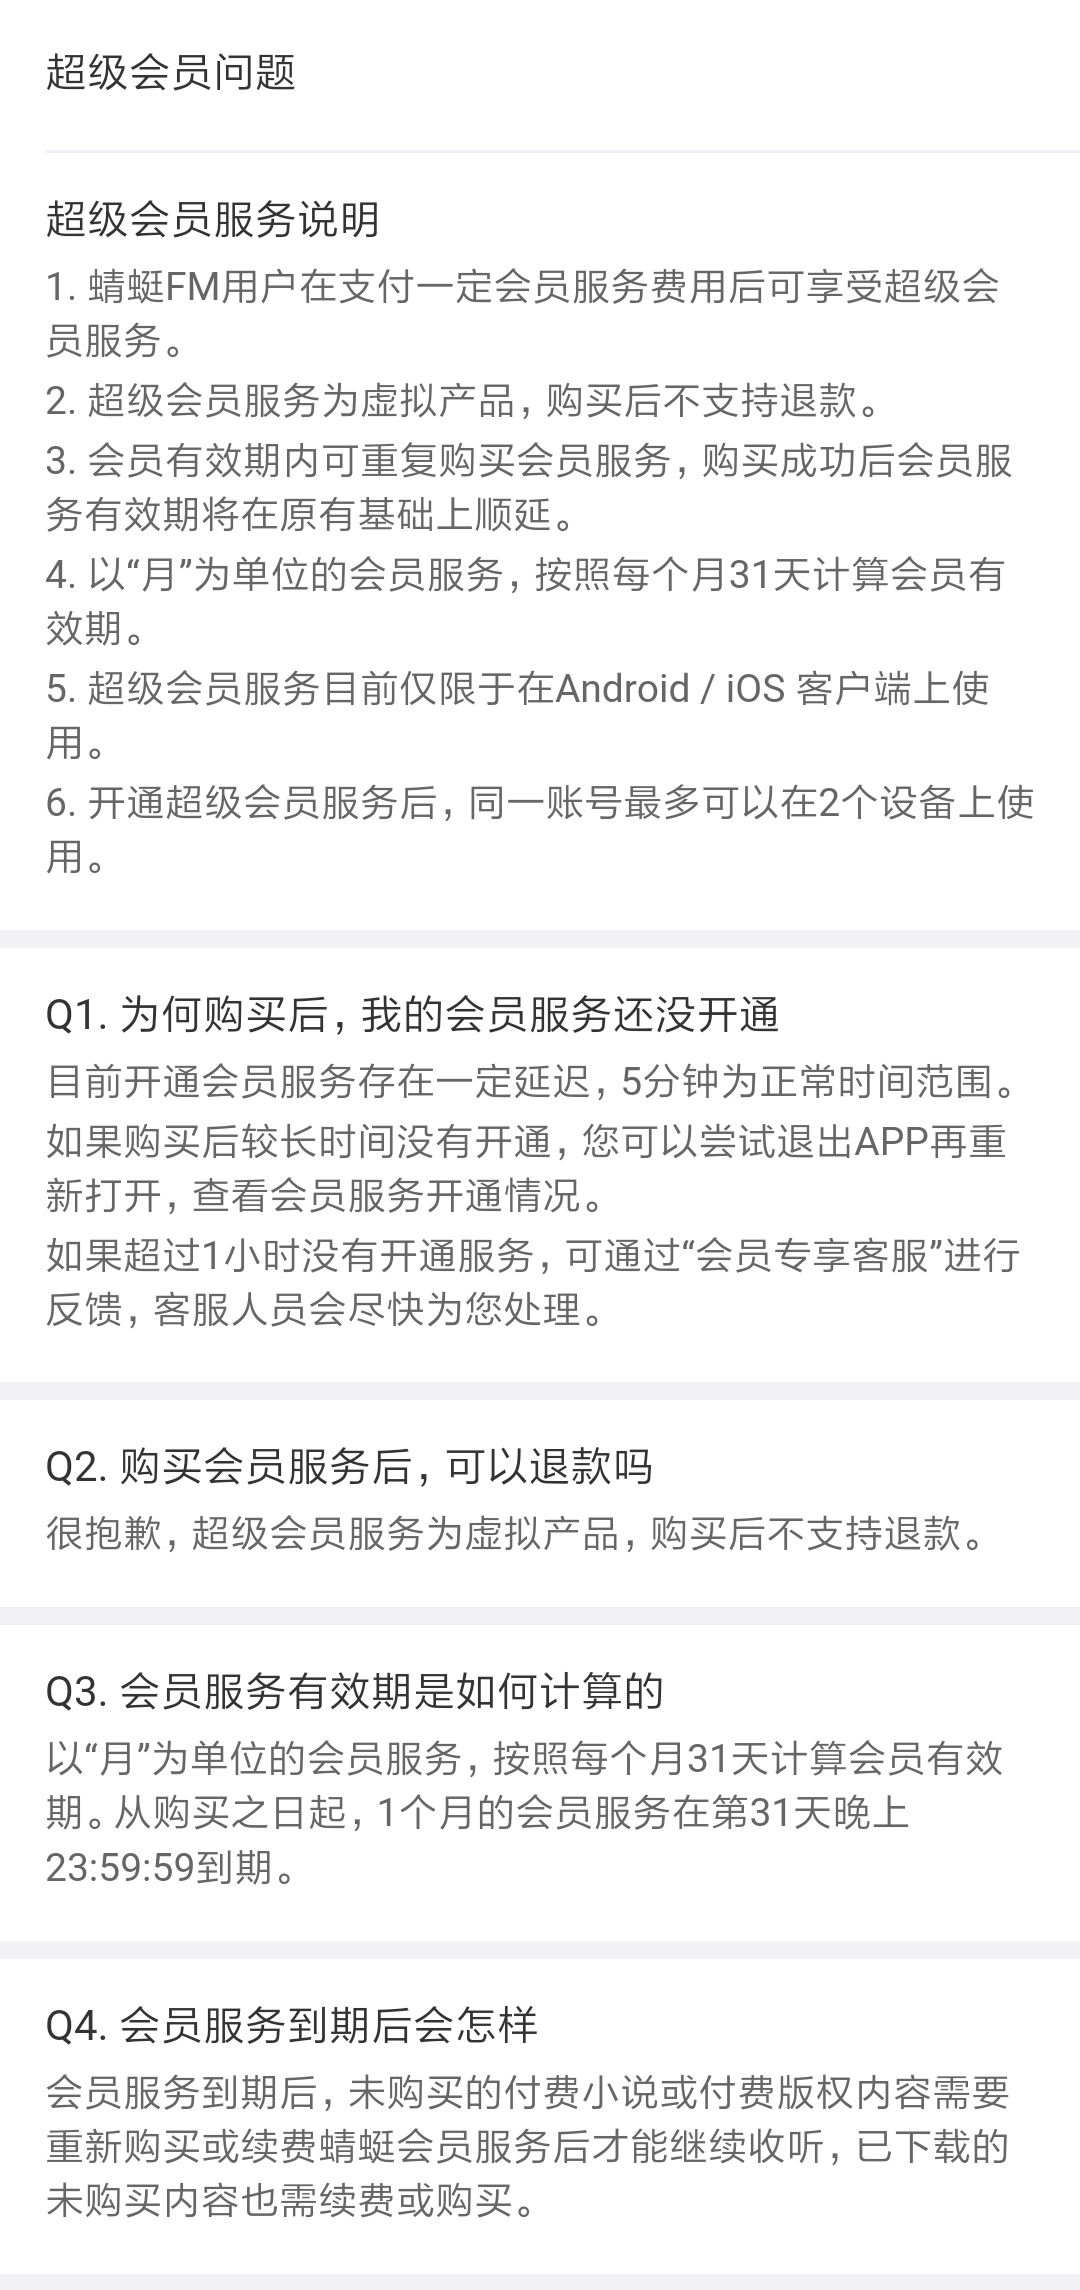 超级会员问题
超级会员服务说明
1. 蜻蜓FM用户在支付一定会员服务费用后可享受超级会
员服务。
2. 超级会员服务为虚拟产品，购买后不支持退款。
3. 会员有效期内可重复购买会员服务，购买成功后会员服
务有效期将在原有基础上顺延。
4. 以“月”为单位的会员服务，按照每个月31天计算会员有
效期。
5. 超级会员服务目前仅限于在Android / iOS 客户端上使
用。
6. 开通超级会员服务后，同一账号最多可以在2个设备上使
用。
Q1. 为何购买后，我的会员服务还没开通
目前开通会员服务存在一定延迟，5分钟为正常时间范围。
如果购买后较长时间没有开通，您可以尝试退出APP再重
新打开，查看会员服务开通情况。
如果超过1小时没有开通服务，可通过“会员专享客服”进行
反馈，客服人员会尽快为您处理。
Q2. 购买会员服务后，可以退款吗
很抱歉，超级会员服务为虚拟产品，购买后不支持退款。
Q3. 会员服务有效期是如何计算的
以“月”为单位的会员服务，按照每个月31天计算会员有效
期。从购买之日起，1个月的会员服务在第31天晚上
23:59:59到期。
Q4. 会员服务到期后会怎样
会员服务到期后，未购买的付费小说或付费版权内容需要
重新购买或续费蜻蜓会员服务后才能继续收听，已下载的
未购买内容也需续费或购买。